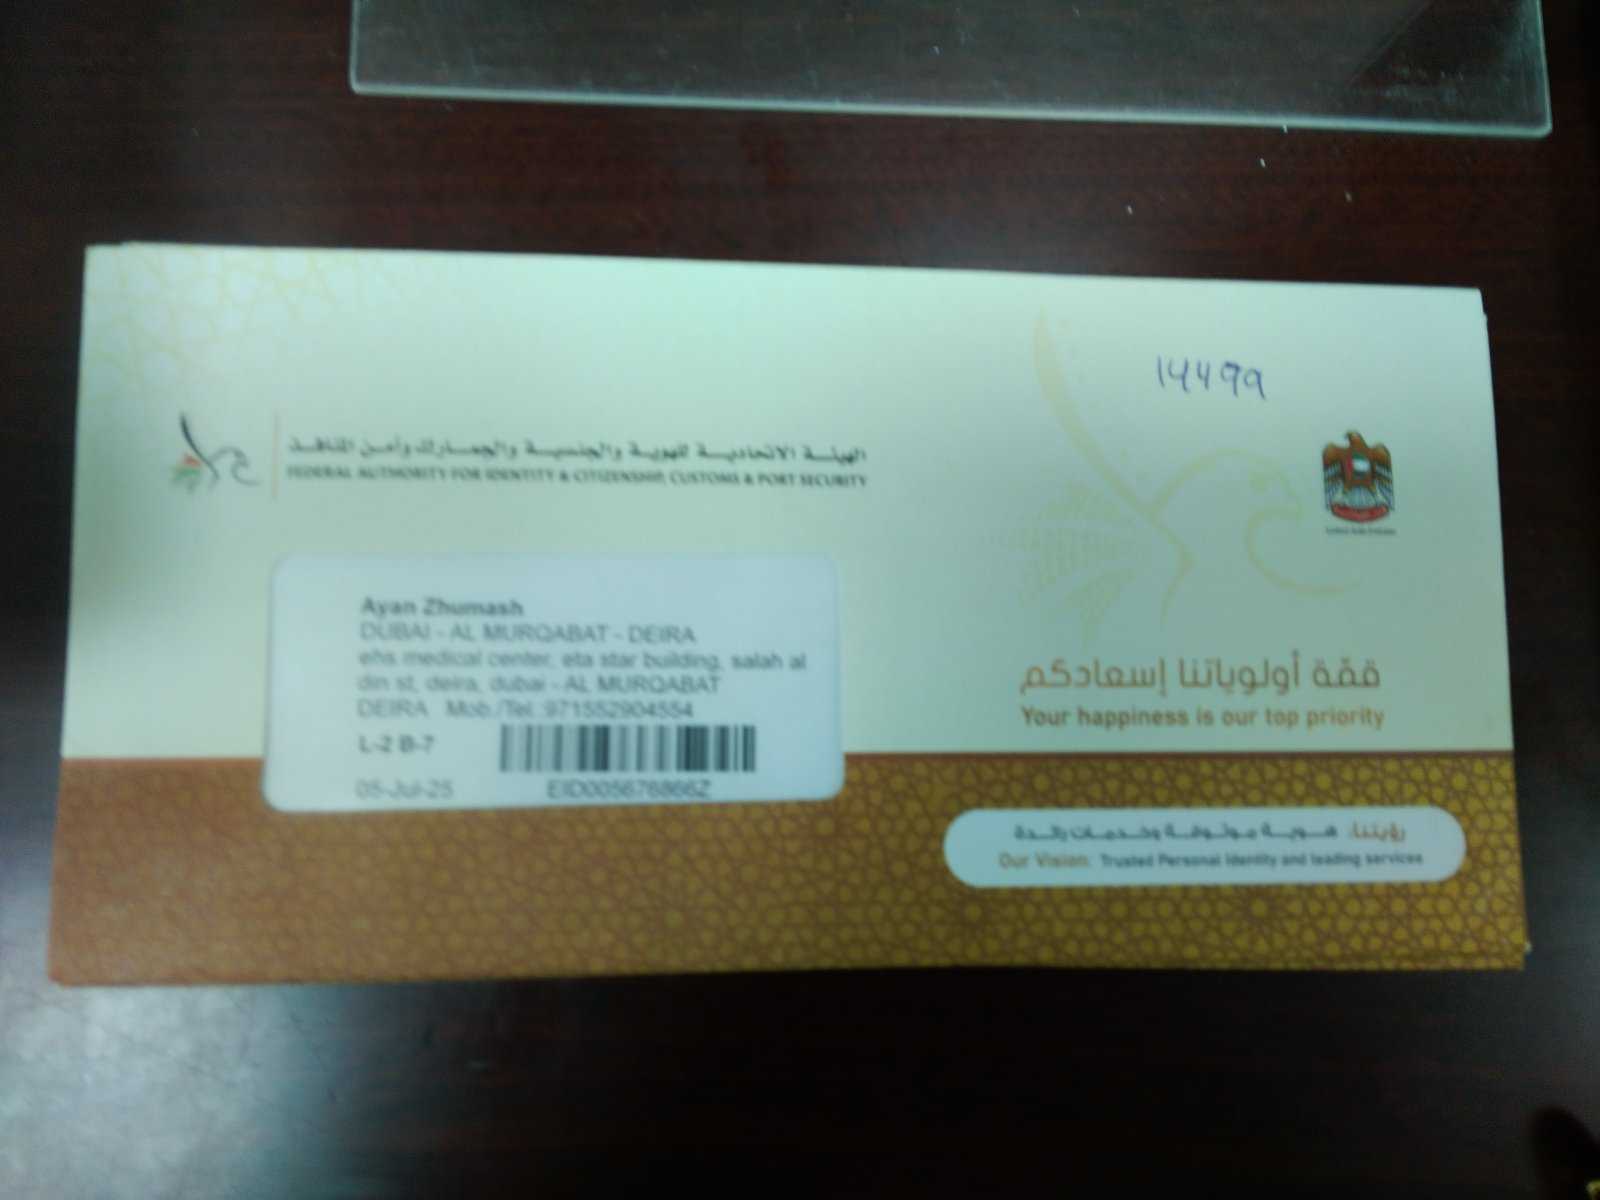 14499
الهيئة الاتحادية للهوية والجنسية والجمارك وأمن المنافذ
FEDERAL AUTHORITY FOR IDENTITY & CITIZENSHIP, CUSTOMS & PORT SECURITY
Ayan Zhumash
DUBAI - AL MURQABAT - DEIRA
ehs medical center, eta star building, salah al
din st, deira, dubai - AL MURQABAT
DEIRA Mob./Tel.:971552904554
L-2 B-7
05-Jul-25 EID005676866Z
قمّة أولوياتنا إسعادكم
Your happiness is our top priority
رؤيتنا: هوية موثوقة وخدمات رائدة
Our Vision: Trusted Personal Identity and leading services